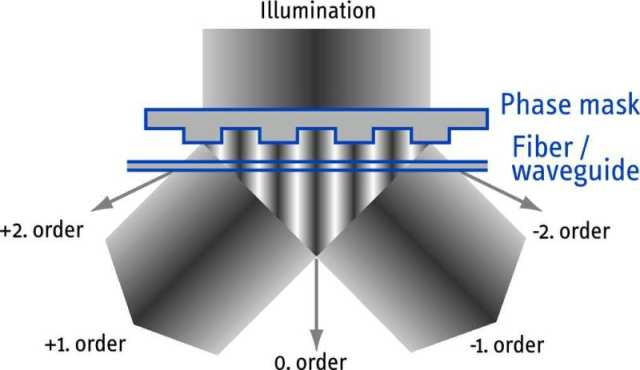 Illumination
Phase mask
Fiber /
waveguide
+2. order
-2. order
+1. order
-1. order
0. order